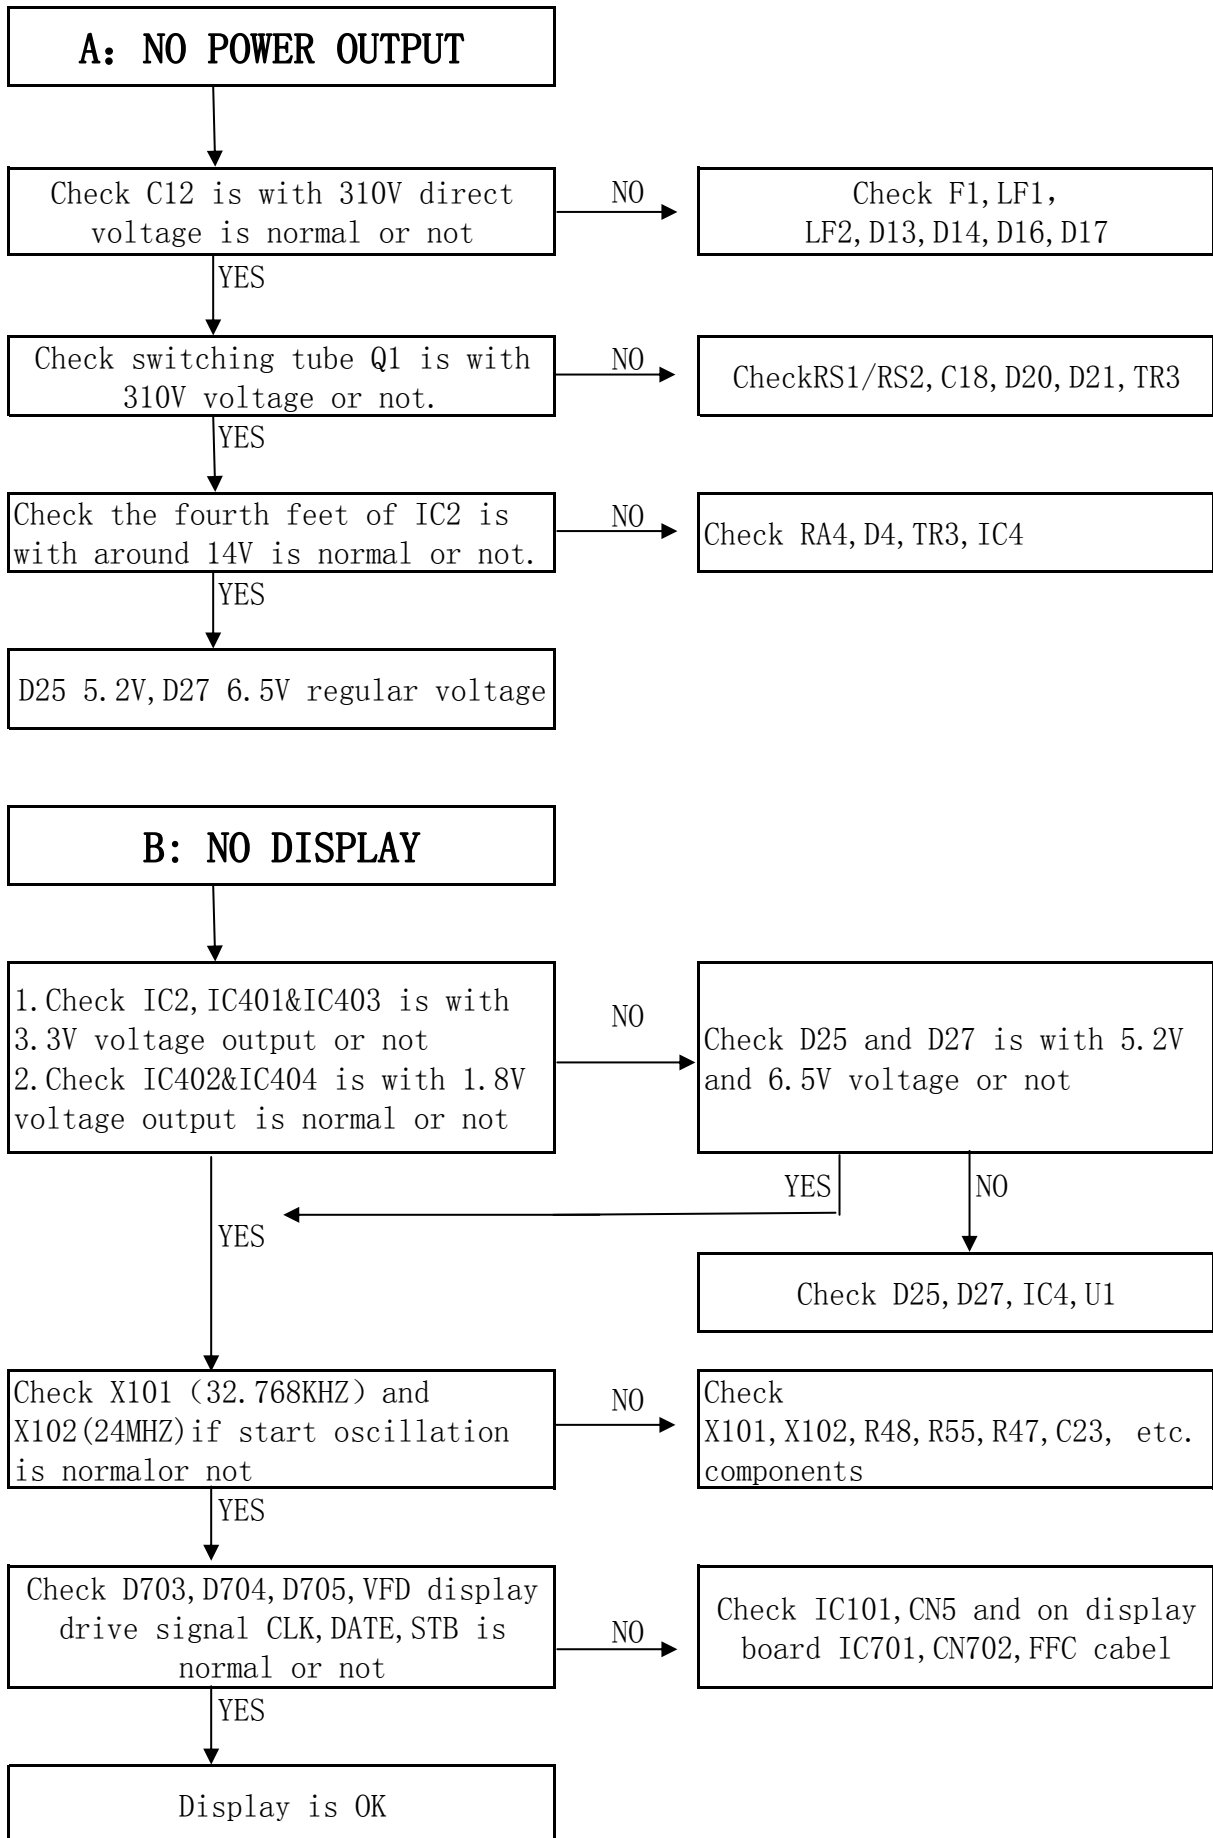 A: NO POWER OUTPUT
Check C12 is with 310V direct
voltage is normal or not
NO
Check F1,LF1,
LF2,D13,D14,D16,D17
YES
Check switching tube Q1 is with
310V voltage or not.
NO
CheckRS1/RS2,C18,D20,D21,TR3
YES
Check the fourth feet of IC2 is
with around 14V is normal or not.
NO
Check RA4,D4,TR3,IC4
YES
D25 5.2V,D27 6.5V regular voltage
B: NO DISPLAY
1.Check IC2,IC401&IC403 is with
3.3V voltage output or not
2.Check IC402&IC404 is with 1.8V
voltage output is normal or not
NO
Check D25 and D27 is with 5.2V
and 6.5V voltage or not
YES
NO
YES
Check D25,D27,IC4,U1
Check X101（32.768KHZ）and
X102(24MHZ)if start oscillation
is normalor not
NO
Check
X101,X102,R48,R55,R47,C23, etc.
components
YES
Check D703,D704,D705,VFD display
drive signal CLK,DATE,STB is
normal or not
NO
Check IC101,CN5 and on display
board IC701,CN702,FFC cabel
YES
Display is OK